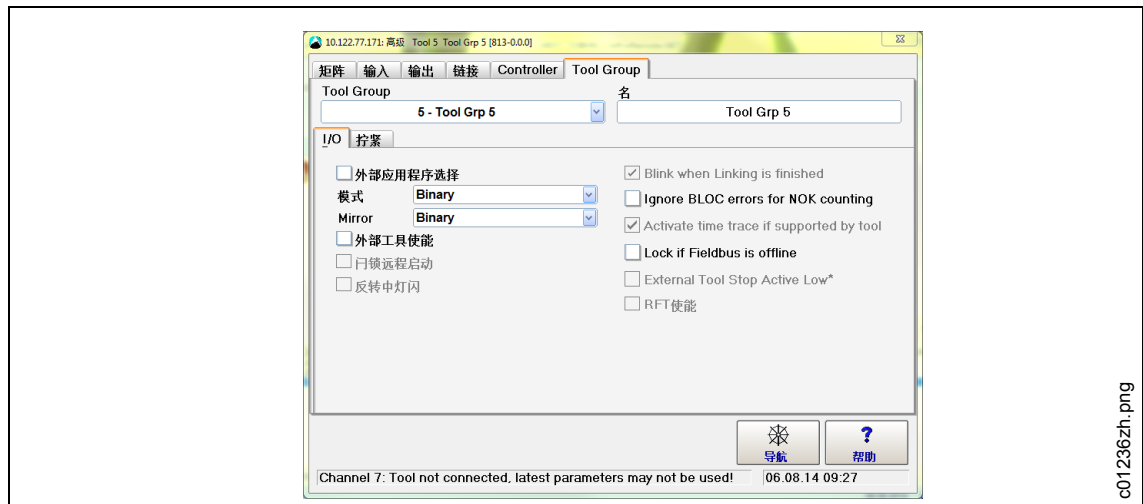 10.122.77.171: 高级 Tool 5 Tool Grp 5 [813-0.0.0]
矩阵 输入 输出 链接 Controller Tool Group
Tool Group 名
5 - Tool Grp 5 Tool Grp 5
I/O 拧紧
外部应用程序选择
模式 Binary
Mirror Binary
外部工具使能
闩锁远程启动
反转中灯闪
Blink when Linking is finished
Ignore BLOC errors for NOK counting
Activate time trace if supported by tool
Lock if Fieldbus is offline
External Tool Stop Active Low*
RFT使能
导航 ? 帮助
Channel 7: Tool not connected, latest parameters may not be used! 06.08.14 09:27
c01236zh.png